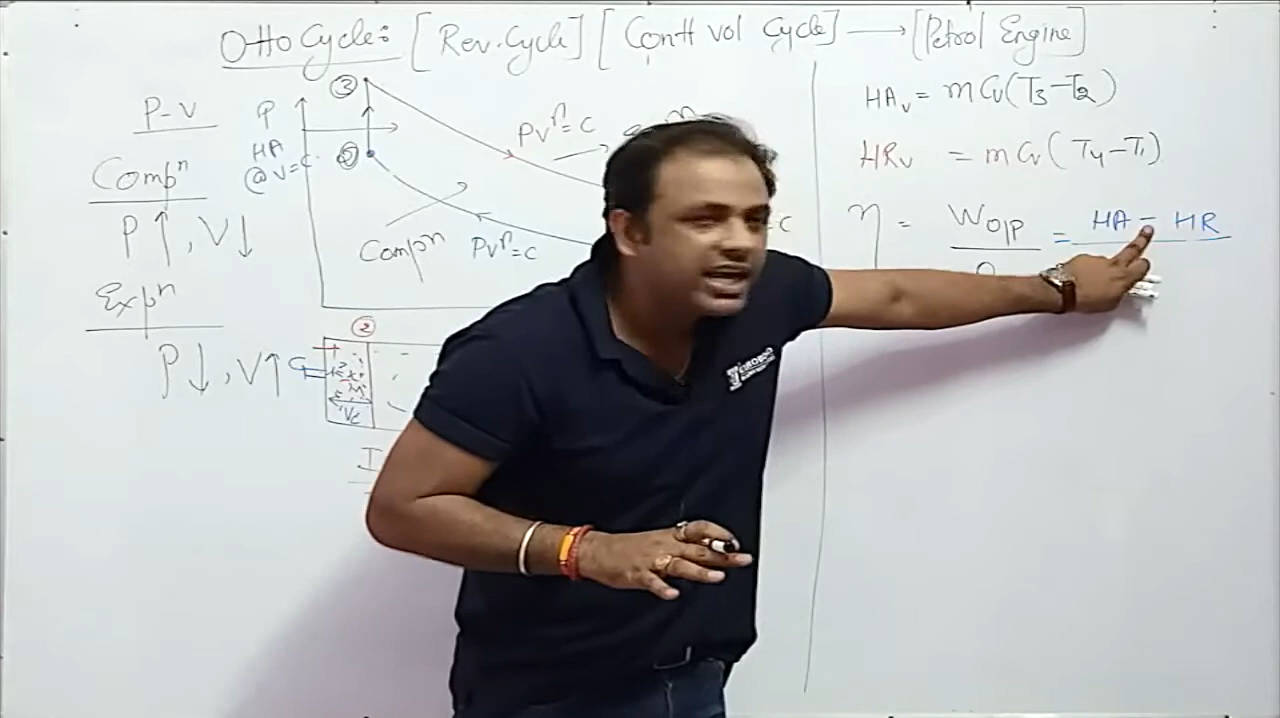 Otto Cycle: [Rev. Cycle] [Contt vol Cycle] → [Petrol Engine]
P-V
Compⁿ
P↑, V↓
Expⁿ
P↓, V↑
P
HA
@ V=C
③
②
PVⁿ=C
Compⁿ
PVⁿ=C
=C
②
Vc
I
HAv = mCv(T3-T2)
HRv = mCv(T4-T1)
η = Wo/p = HA - HR